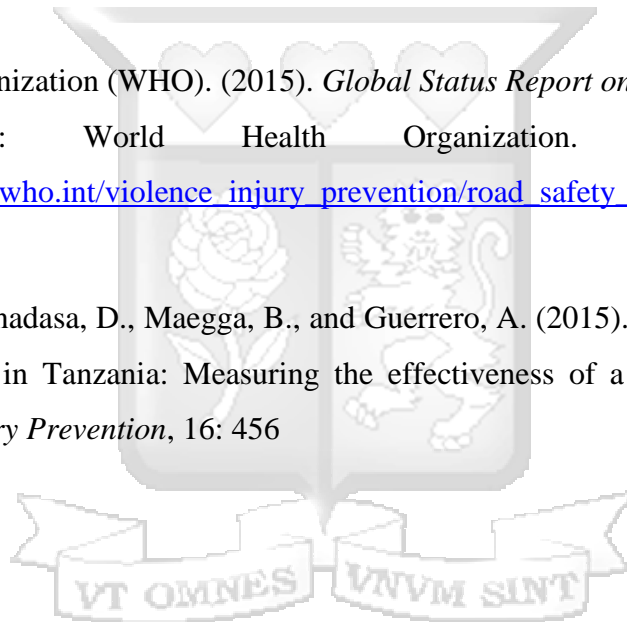 nization (WHO). (2015). Global Status Report on
: World Health Organization.
who.int/violence_injury_prevention/road_safety_
nadasa, D., Maegga, B., and Guerrero, A. (2015).
in Tanzania: Measuring the effectiveness of a
ry Prevention, 16: 456
VT OMNES VNVM SINT